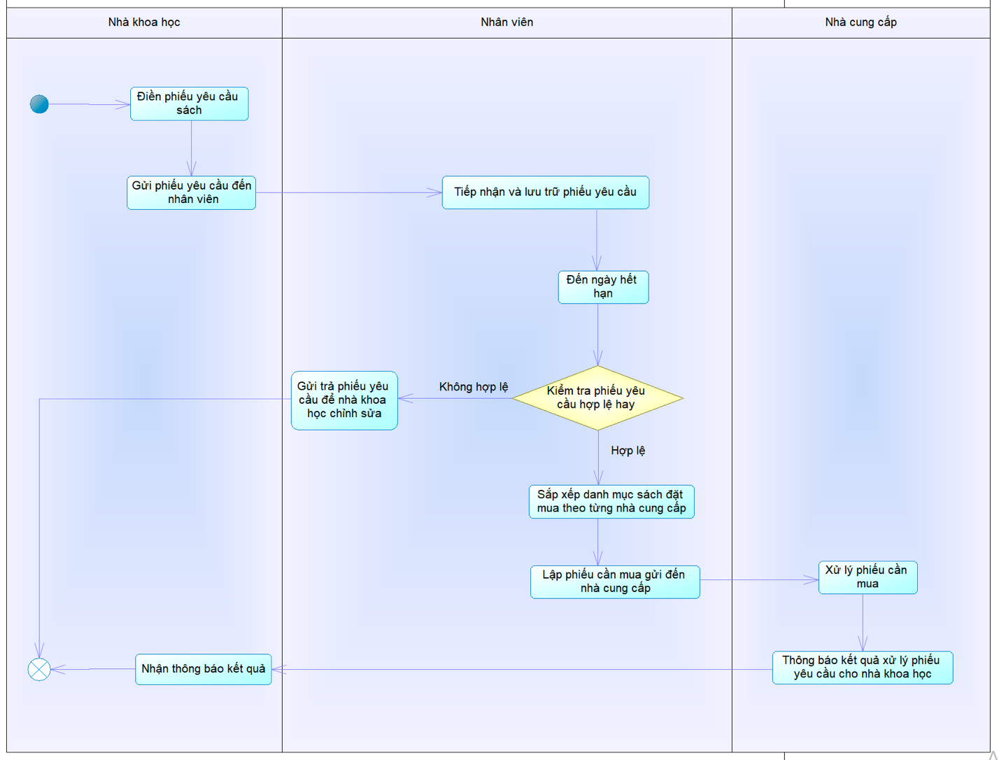 Nhà khoa học
Nhân viên
Nhà cung cấp
Điền phiếu yêu cầu
sách
Gửi phiếu yêu cầu đến
nhân viên
Tiếp nhận và lưu trữ phiếu yêu cầu
Đến ngày hết
hạn
Kiểm tra phiếu yêu
cầu hợp lệ hay
Không hợp lệ
Gửi trả phiếu yêu
cầu để nhà khoa
học chỉnh sửa
Hợp lệ
Sắp xếp danh mục sách đặt
mua theo từng nhà cung cấp
Lập phiếu cần mua gửi đến
nhà cung cấp
Xử lý phiếu cần
mua
Thông báo kết quả xử lý phiếu
yêu cầu cho nhà khoa học
Nhận thông báo kết quả